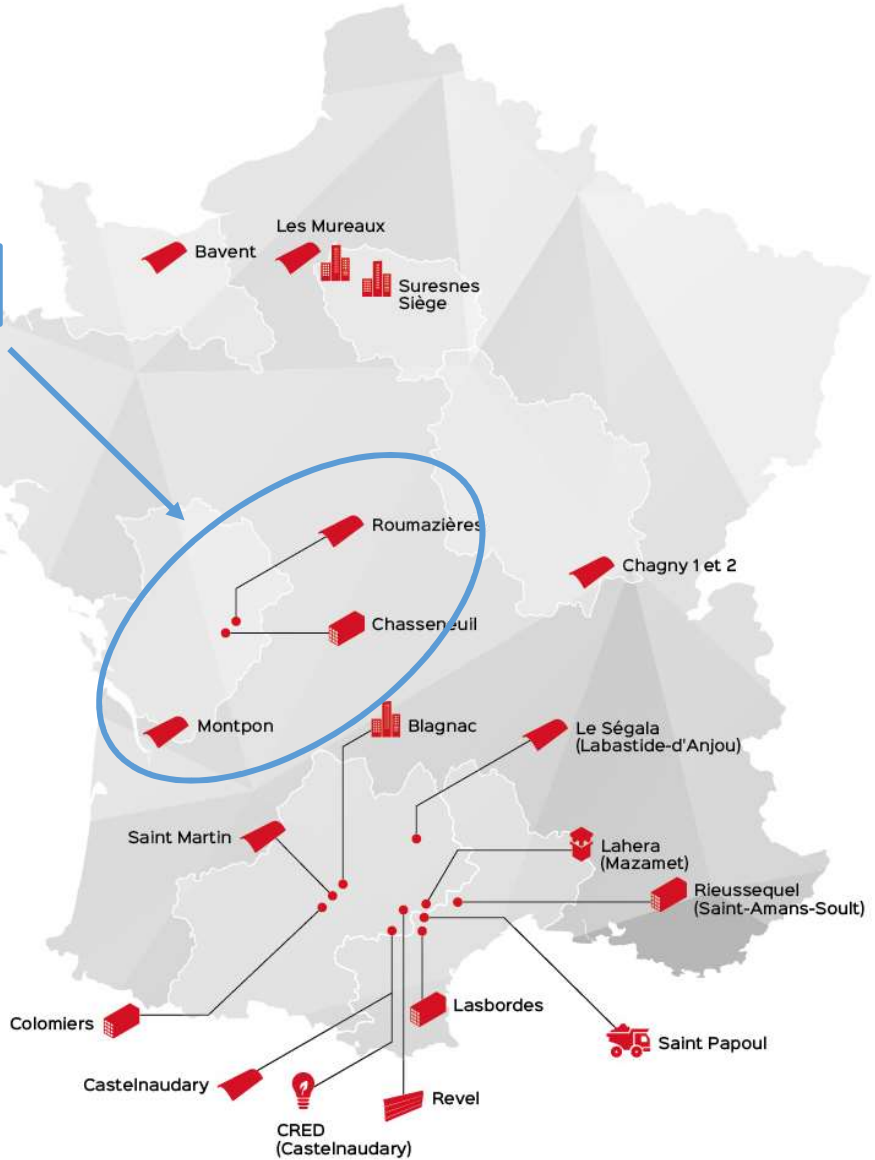 Les Mureaux
Bavent
Suresnes
Siège
Roumazières
Chagny 1 et 2
Chasseneuil
Montpon
Blagnac
Le Ségala
(Labastide-d'Anjou)
Saint Martin
Lahera
(Mazamet)
Rieussequel
(Saint-Amans-Soult)
Lasbordes
Colomiers
Saint Papoul
Castelnaudary
Revel
CRED
(Castelnaudary)